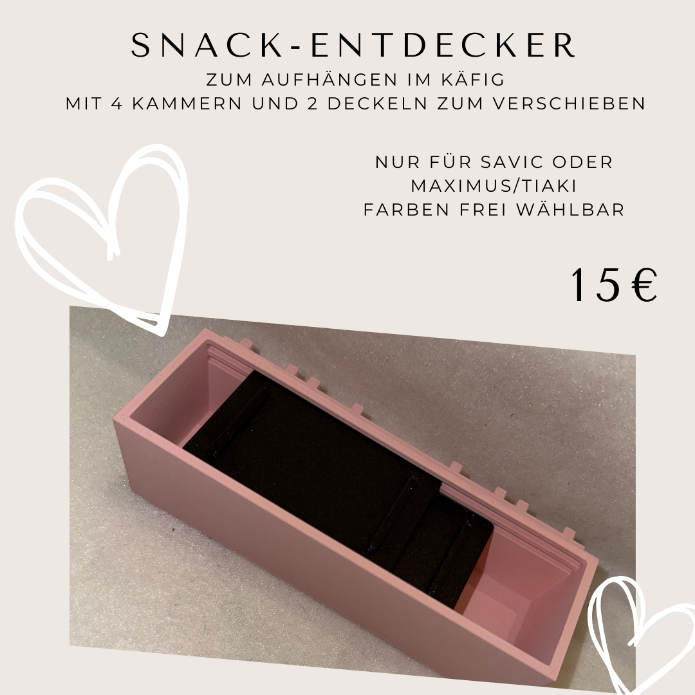 SNACK-ENTDECKER
ZUM AUFHÄNGEN IM KÄFIG
MIT 4 KAMMERN UND 2 DECKELN ZUM VERSCHIEBEN
NUR FÜR SAVIC ODER
MAXIMUS/TIAKI
FARBEN FREI WÄHLBAR
15€